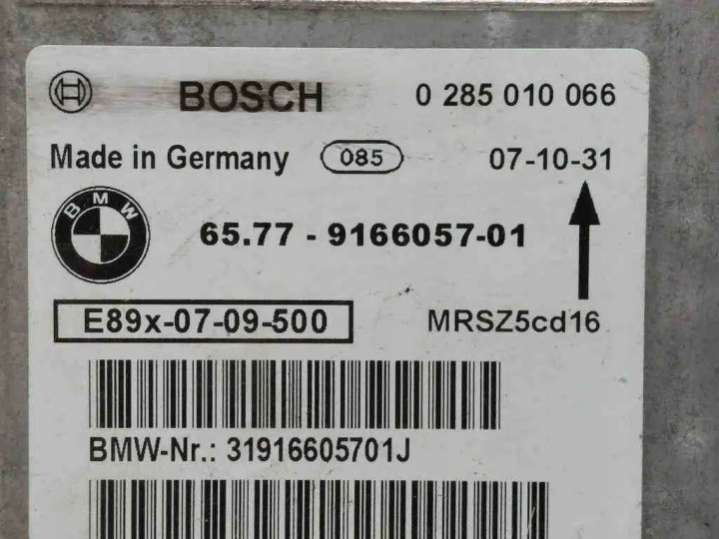 BOSCH 0 285 010 066
Made in Germany 085 07-10-31
BMW
65.77 - 9166057-01
E89x-07-09-500 MRSZ5cd16
BMW-Nr.: 31916605701J